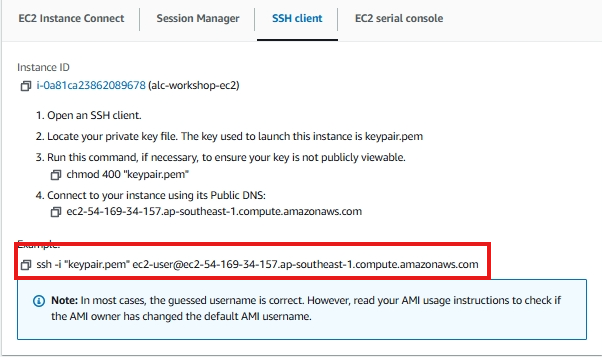 EC2 Instance Connect
Session Manager
SSH client
EC2 serial console
Instance ID
i-0a81ca23862089678 (alc-workshop-ec2)
1. Open an SSH client.
2. Locate your private key file. The key used to launch this instance is keypair.pem
3. Run this command, if necessary, to ensure your key is not publicly viewable.
chmod 400 "keypair.pem"
4. Connect to your instance using its Public DNS:
ec2-54-169-34-157.ap-southeast-1.compute.amazonaws.com
Example:
ssh -i "keypair.pem" ec2-user@ec2-54-169-34-157.ap-southeast-1.compute.amazonaws.com
Note: In most cases, the guessed username is correct. However, read your AMI usage instructions to check if
the AMI owner has changed the default AMI username.